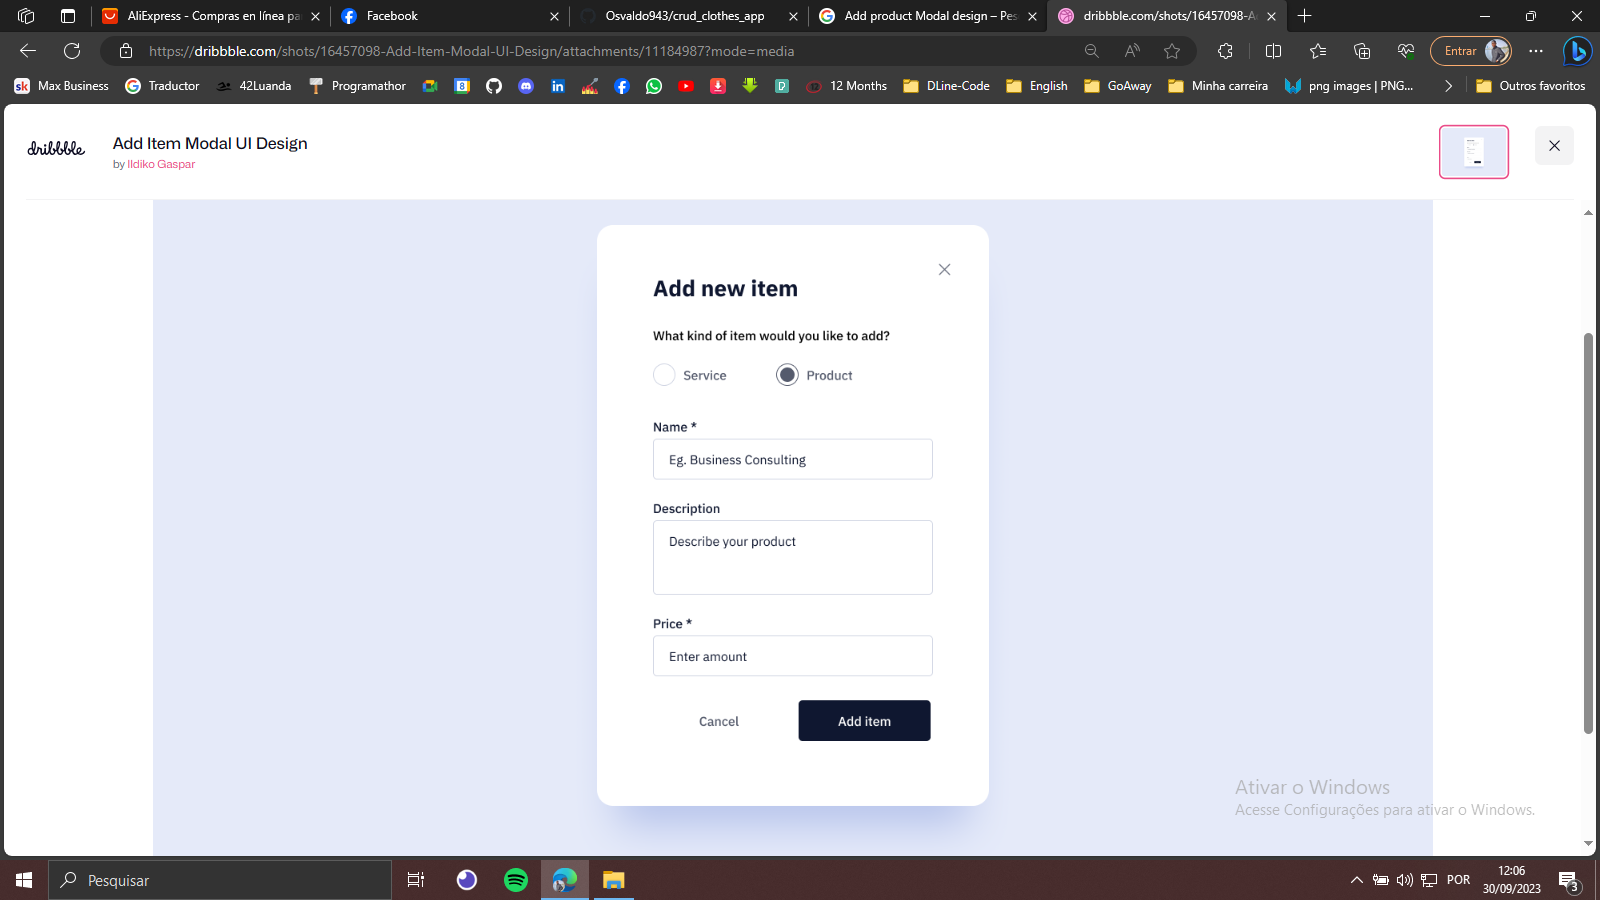 AliExpress - Compras en línea pa
Facebook
Osvaldo943/crud_clothes_app
Add product Modal design – Pes
dribbble.com/shots/16457098-A
https://dribbble.com/shots/16457098-Add-Item-Modal-UI-Design/attachments/11184987?mode=media
Entrar
Max Business
Traductor
42Luanda
Programathor
12 Months
DLine-Code
English
GoAway
Minha carreira
png images | PNG...
Outros favoritos
dribbble
Add Item Modal UI Design
by Ildiko Gaspar
Add new item
What kind of item would you like to add?
Service
Product
Name *
Eg. Business Consulting
Description
Describe your product
Price *
Enter amount
Cancel
Add item
Ativar o Windows
Acesse Configurações para ativar o Windows.
Pesquisar
POR
12:06
30/09/2023
3